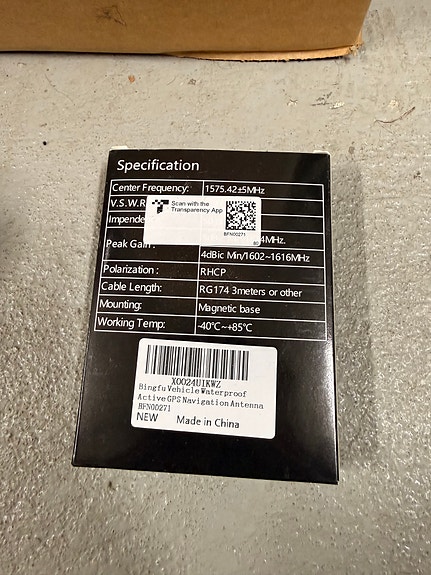 Specification
Center Frequency: 1575.42±5MHz
V.S.W.R
Scan with the
Transparency App
BFN00271
Impede
4MHz.
Peak Gain :
4dBic Min/1602~1616MHz
Polarization : RHCP
Cable Length: RG174 3meters or other
Mounting: Magnetic base
Working Temp: -40℃~+85℃
X0024UIKWZ
Bingfu Vehicle Waterproof
Active GPS Navigation Antenna
BFN00271
NEW Made in China